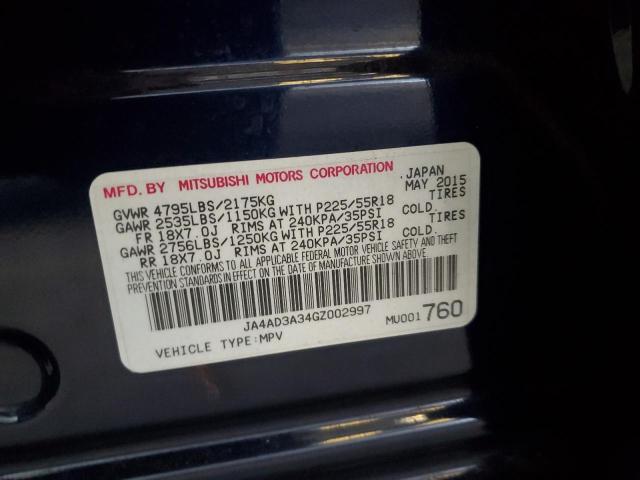 MFD. BY MITSUBISHI MOTORS CORPORATION JAPAN
GVWR 4795LBS/2175KG MAY 2015
GAWR 2535LBS/1150KG WITH P225/55R18 TIRES
FR 18X7.0J RIMS AT 240KPA/35PSI COLD.
GAWR 2756LBS/1250KG WITH P225/55R18 TIRES
RR 18X7.0J RIMS AT 240KPA/35PSI COLD.
THIS VEHICLE CONFORMS TO ALL APPLICABLE FEDERAL MOTOR VEHICLE SAFETY AND THEFT
PREVENTION STANDARDS IN EFFECT ON THE DATE OF MANUFACTURE SHOWN ABOVE.
JA4AD3A34GZ002997
VEHICLE TYPE:MPV MU001760